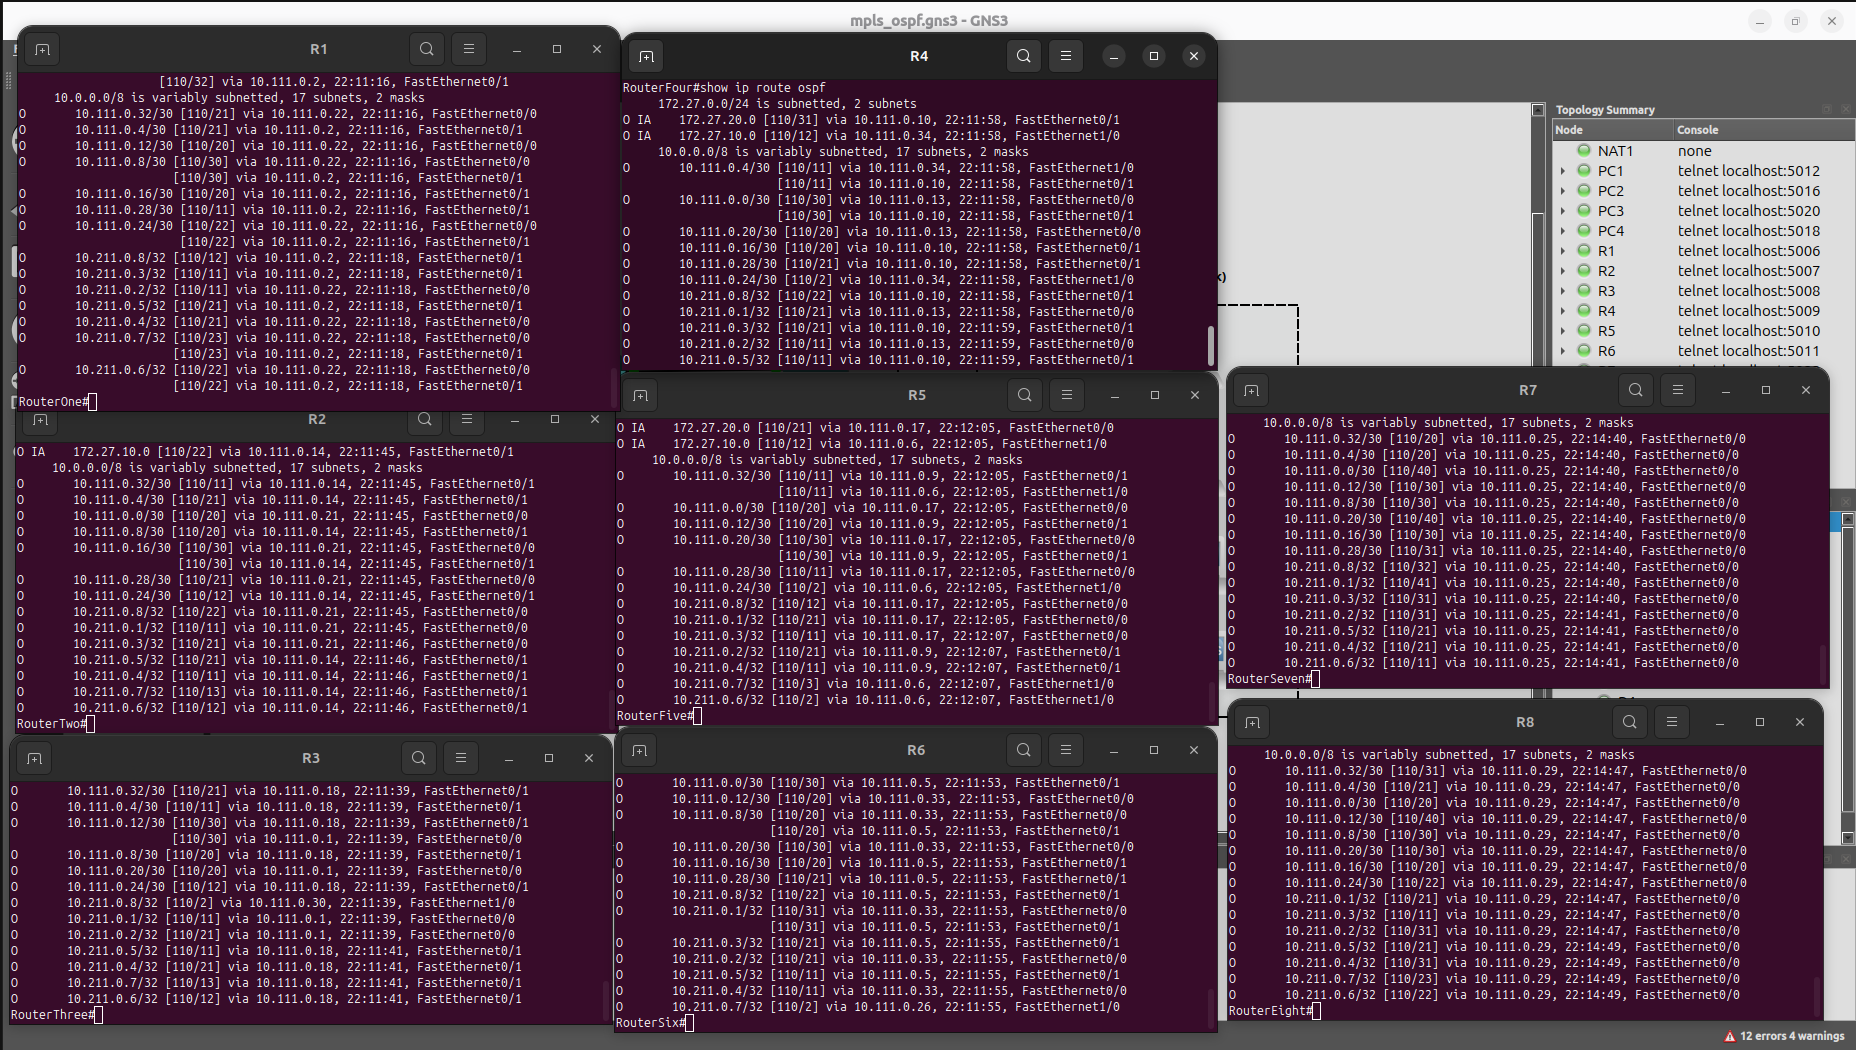 mpls_ospf.gns3 - GNS3
R1
[110/32] via 10.111.0.2, 22:11:16, FastEthernet0/1
10.0.0.0/8 is variably subnetted, 17 subnets, 2 masks
O 10.111.0.32/30 [110/21] via 10.111.0.22, 22:11:16, FastEthernet0/0
O 10.111.0.4/30 [110/21] via 10.111.0.2, 22:11:16, FastEthernet0/1
O 10.111.0.12/30 [110/20] via 10.111.0.22, 22:11:16, FastEthernet0/0
O 10.111.0.8/30 [110/30] via 10.111.0.22, 22:11:16, FastEthernet0/0
[110/30] via 10.111.0.2, 22:11:16, FastEthernet0/1
O 10.111.0.16/30 [110/20] via 10.111.0.2, 22:11:16, FastEthernet0/1
O 10.111.0.28/30 [110/11] via 10.111.0.2, 22:11:16, FastEthernet0/1
O 10.111.0.24/30 [110/22] via 10.111.0.22, 22:11:16, FastEthernet0/0
[110/22] via 10.111.0.2, 22:11:16, FastEthernet0/1
O 10.211.0.8/32 [110/12] via 10.111.0.2, 22:11:18, FastEthernet0/1
O 10.211.0.3/32 [110/11] via 10.111.0.2, 22:11:18, FastEthernet0/1
O 10.211.0.2/32 [110/11] via 10.111.0.22, 22:11:18, FastEthernet0/0
O 10.211.0.5/32 [110/21] via 10.111.0.2, 22:11:18, FastEthernet0/1
O 10.211.0.4/32 [110/21] via 10.111.0.22, 22:11:18, FastEthernet0/0
O 10.211.0.7/32 [110/23] via 10.111.0.22, 22:11:18, FastEthernet0/0
[110/23] via 10.111.0.2, 22:11:18, FastEthernet0/1
O 10.211.0.6/32 [110/22] via 10.111.0.22, 22:11:18, FastEthernet0/0
[110/22] via 10.111.0.2, 22:11:18, FastEthernet0/1
RouterOne#
R4
RouterFour#show ip route ospf
172.27.0.0/24 is subnetted, 2 subnets
O IA 172.27.20.0 [110/31] via 10.111.0.10, 22:11:58, FastEthernet0/1
O IA 172.27.10.0 [110/12] via 10.111.0.34, 22:11:58, FastEthernet1/0
10.0.0.0/8 is variably subnetted, 17 subnets, 2 masks
O 10.111.0.4/30 [110/11] via 10.111.0.34, 22:11:58, FastEthernet1/0
[110/11] via 10.111.0.10, 22:11:58, FastEthernet0/1
O 10.111.0.0/30 [110/30] via 10.111.0.13, 22:11:58, FastEthernet0/0
[110/30] via 10.111.0.10, 22:11:58, FastEthernet0/1
O 10.111.0.20/30 [110/20] via 10.111.0.13, 22:11:58, FastEthernet0/0
O 10.111.0.16/30 [110/20] via 10.111.0.10, 22:11:58, FastEthernet0/1
O 10.111.0.28/30 [110/21] via 10.111.0.10, 22:11:58, FastEthernet0/1
O 10.111.0.24/30 [110/2] via 10.111.0.34, 22:11:58, FastEthernet1/0
O 10.211.0.8/32 [110/22] via 10.111.0.10, 22:11:58, FastEthernet0/1
O 10.211.0.1/32 [110/21] via 10.111.0.13, 22:11:58, FastEthernet0/0
O 10.211.0.3/32 [110/21] via 10.111.0.10, 22:11:59, FastEthernet0/1
O 10.211.0.2/32 [110/11] via 10.111.0.13, 22:11:59, FastEthernet0/0
O 10.211.0.5/32 [110/11] via 10.111.0.10, 22:11:59, FastEthernet0/1
Topology Summary
Node Console
NAT1 none
PC1 telnet localhost:5012
PC2 telnet localhost:5016
PC3 telnet localhost:5020
PC4 telnet localhost:5018
R1 telnet localhost:5006
R2 telnet localhost:5007
R3 telnet localhost:5008
R4 telnet localhost:5009
R5 telnet localhost:5010
R6 telnet localhost:5011
R2
O IA 172.27.10.0 [110/22] via 10.111.0.14, 22:11:45, FastEthernet0/1
10.0.0.0/8 is variably subnetted, 17 subnets, 2 masks
O 10.111.0.32/30 [110/11] via 10.111.0.14, 22:11:45, FastEthernet0/1
O 10.111.0.4/30 [110/21] via 10.111.0.14, 22:11:45, FastEthernet0/1
O 10.111.0.0/30 [110/20] via 10.111.0.21, 22:11:45, FastEthernet0/0
O 10.111.0.8/30 [110/20] via 10.111.0.14, 22:11:45, FastEthernet0/1
O 10.111.0.16/30 [110/30] via 10.111.0.21, 22:11:45, FastEthernet0/0
[110/30] via 10.111.0.14, 22:11:45, FastEthernet0/1
O 10.111.0.28/30 [110/21] via 10.111.0.21, 22:11:45, FastEthernet0/0
O 10.111.0.24/30 [110/12] via 10.111.0.14, 22:11:45, FastEthernet0/1
O 10.211.0.8/32 [110/22] via 10.111.0.21, 22:11:45, FastEthernet0/0
O 10.211.0.1/32 [110/11] via 10.111.0.21, 22:11:45, FastEthernet0/0
O 10.211.0.3/32 [110/21] via 10.111.0.21, 22:11:46, FastEthernet0/0
O 10.211.0.5/32 [110/21] via 10.111.0.14, 22:11:46, FastEthernet0/1
O 10.211.0.4/32 [110/11] via 10.111.0.14, 22:11:46, FastEthernet0/1
O 10.211.0.7/32 [110/13] via 10.111.0.14, 22:11:46, FastEthernet0/1
O 10.211.0.6/32 [110/12] via 10.111.0.14, 22:11:46, FastEthernet0/1
RouterTwo#
R5
O IA 172.27.20.0 [110/21] via 10.111.0.17, 22:12:05, FastEthernet0/0
O IA 172.27.10.0 [110/12] via 10.111.0.6, 22:12:05, FastEthernet1/0
10.0.0.0/8 is variably subnetted, 17 subnets, 2 masks
O 10.111.0.32/30 [110/11] via 10.111.0.9, 22:12:05, FastEthernet0/1
[110/11] via 10.111.0.6, 22:12:05, FastEthernet1/0
O 10.111.0.0/30 [110/20] via 10.111.0.17, 22:12:05, FastEthernet0/0
O 10.111.0.12/30 [110/20] via 10.111.0.9, 22:12:05, FastEthernet0/1
O 10.111.0.20/30 [110/30] via 10.111.0.17, 22:12:05, FastEthernet0/0
[110/30] via 10.111.0.9, 22:12:05, FastEthernet0/1
O 10.111.0.28/30 [110/11] via 10.111.0.17, 22:12:05, FastEthernet0/0
O 10.111.0.24/30 [110/2] via 10.111.0.6, 22:12:05, FastEthernet1/0
O 10.211.0.8/32 [110/12] via 10.111.0.17, 22:12:05, FastEthernet0/0
O 10.211.0.1/32 [110/21] via 10.111.0.17, 22:12:05, FastEthernet0/0
O 10.211.0.3/32 [110/11] via 10.111.0.17, 22:12:07, FastEthernet0/0
O 10.211.0.2/32 [110/21] via 10.111.0.9, 22:12:07, FastEthernet0/1
O 10.211.0.4/32 [110/11] via 10.111.0.9, 22:12:07, FastEthernet0/1
O 10.211.0.7/32 [110/3] via 10.111.0.6, 22:12:07, FastEthernet1/0
O 10.211.0.6/32 [110/2] via 10.111.0.6, 22:12:07, FastEthernet1/0
RouterFive#
R7
10.0.0.0/8 is variably subnetted, 17 subnets, 2 masks
O 10.111.0.32/30 [110/20] via 10.111.0.25, 22:14:40, FastEthernet0/0
O 10.111.0.4/30 [110/20] via 10.111.0.25, 22:14:40, FastEthernet0/0
O 10.111.0.0/30 [110/40] via 10.111.0.25, 22:14:40, FastEthernet0/0
O 10.111.0.12/30 [110/30] via 10.111.0.25, 22:14:40, FastEthernet0/0
O 10.111.0.8/30 [110/30] via 10.111.0.25, 22:14:40, FastEthernet0/0
O 10.111.0.20/30 [110/40] via 10.111.0.25, 22:14:40, FastEthernet0/0
O 10.111.0.16/30 [110/30] via 10.111.0.25, 22:14:40, FastEthernet0/0
O 10.111.0.28/30 [110/31] via 10.111.0.25, 22:14:40, FastEthernet0/0
O 10.211.0.8/32 [110/32] via 10.111.0.25, 22:14:40, FastEthernet0/0
O 10.211.0.1/32 [110/41] via 10.111.0.25, 22:14:40, FastEthernet0/0
O 10.211.0.3/32 [110/31] via 10.111.0.25, 22:14:40, FastEthernet0/0
O 10.211.0.2/32 [110/31] via 10.111.0.25, 22:14:41, FastEthernet0/0
O 10.211.0.5/32 [110/21] via 10.111.0.25, 22:14:41, FastEthernet0/0
O 10.211.0.4/32 [110/21] via 10.111.0.25, 22:14:41, FastEthernet0/0
O 10.211.0.6/32 [110/11] via 10.111.0.25, 22:14:41, FastEthernet0/0
RouterSeven#
R3
O 10.111.0.32/30 [110/21] via 10.111.0.18, 22:11:39, FastEthernet0/1
O 10.111.0.4/30 [110/11] via 10.111.0.18, 22:11:39, FastEthernet0/1
O 10.111.0.12/30 [110/30] via 10.111.0.18, 22:11:39, FastEthernet0/1
[110/30] via 10.111.0.1, 22:11:39, FastEthernet0/0
O 10.111.0.8/30 [110/20] via 10.111.0.18, 22:11:39, FastEthernet0/1
O 10.111.0.20/30 [110/20] via 10.111.0.1, 22:11:39, FastEthernet0/0
O 10.111.0.24/30 [110/12] via 10.111.0.18, 22:11:39, FastEthernet0/1
O 10.211.0.8/32 [110/2] via 10.111.0.30, 22:11:39, FastEthernet1/0
O 10.211.0.1/32 [110/11] via 10.111.0.1, 22:11:39, FastEthernet0/0
O 10.211.0.2/32 [110/21] via 10.111.0.1, 22:11:39, FastEthernet0/0
O 10.211.0.5/32 [110/11] via 10.111.0.18, 22:11:41, FastEthernet0/1
O 10.211.0.4/32 [110/21] via 10.111.0.18, 22:11:41, FastEthernet0/1
O 10.211.0.7/32 [110/13] via 10.111.0.18, 22:11:41, FastEthernet0/1
O 10.211.0.6/32 [110/12] via 10.111.0.18, 22:11:41, FastEthernet0/1
RouterThree#
R6
O 10.111.0.0/30 [110/30] via 10.111.0.5, 22:11:53, FastEthernet0/1
O 10.111.0.12/30 [110/20] via 10.111.0.33, 22:11:53, FastEthernet0/0
O 10.111.0.8/30 [110/20] via 10.111.0.33, 22:11:53, FastEthernet0/0
[110/20] via 10.111.0.5, 22:11:53, FastEthernet0/1
O 10.111.0.20/30 [110/30] via 10.111.0.33, 22:11:53, FastEthernet0/0
O 10.111.0.16/30 [110/20] via 10.111.0.5, 22:11:53, FastEthernet0/1
O 10.111.0.28/30 [110/21] via 10.111.0.5, 22:11:53, FastEthernet0/1
O 10.211.0.8/32 [110/22] via 10.111.0.5, 22:11:53, FastEthernet0/1
O 10.211.0.1/32 [110/31] via 10.111.0.33, 22:11:53, FastEthernet0/0
[110/31] via 10.111.0.5, 22:11:53, FastEthernet0/1
O 10.211.0.3/32 [110/21] via 10.111.0.5, 22:11:55, FastEthernet0/1
O 10.211.0.2/32 [110/21] via 10.111.0.33, 22:11:55, FastEthernet0/0
O 10.211.0.5/32 [110/11] via 10.111.0.5, 22:11:55, FastEthernet0/1
O 10.211.0.4/32 [110/11] via 10.111.0.33, 22:11:55, FastEthernet0/0
O 10.211.0.7/32 [110/2] via 10.111.0.26, 22:11:55, FastEthernet1/0
RouterSix#
R8
10.0.0.0/8 is variably subnetted, 17 subnets, 2 masks
O 10.111.0.32/30 [110/31] via 10.111.0.29, 22:14:47, FastEthernet0/0
O 10.111.0.4/30 [110/21] via 10.111.0.29, 22:14:47, FastEthernet0/0
O 10.111.0.0/30 [110/20] via 10.111.0.29, 22:14:47, FastEthernet0/0
O 10.111.0.12/30 [110/40] via 10.111.0.29, 22:14:47, FastEthernet0/0
O 10.111.0.8/30 [110/30] via 10.111.0.29, 22:14:47, FastEthernet0/0
O 10.111.0.20/30 [110/30] via 10.111.0.29, 22:14:47, FastEthernet0/0
O 10.111.0.16/30 [110/20] via 10.111.0.29, 22:14:47, FastEthernet0/0
O 10.111.0.24/30 [110/22] via 10.111.0.29, 22:14:47, FastEthernet0/0
O 10.211.0.1/32 [110/21] via 10.111.0.29, 22:14:47, FastEthernet0/0
O 10.211.0.3/32 [110/11] via 10.111.0.29, 22:14:47, FastEthernet0/0
O 10.211.0.2/32 [110/31] via 10.111.0.29, 22:14:47, FastEthernet0/0
O 10.211.0.5/32 [110/21] via 10.111.0.29, 22:14:49, FastEthernet0/0
O 10.211.0.4/32 [110/31] via 10.111.0.29, 22:14:49, FastEthernet0/0
O 10.211.0.7/32 [110/23] via 10.111.0.29, 22:14:49, FastEthernet0/0
O 10.211.0.6/32 [110/22] via 10.111.0.29, 22:14:49, FastEthernet0/0
RouterEight#
12 errors 4 warnings